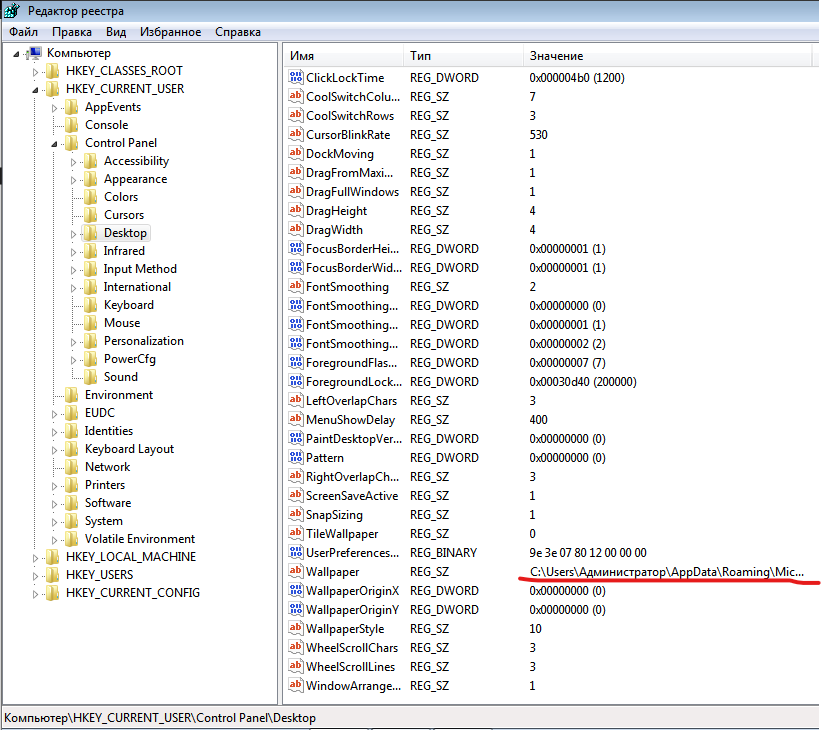 Редактор реестра
Файл Правка Вид Избранное Справка
Компьютер
HKEY_CLASSES_ROOT
HKEY_CURRENT_USER
AppEvents
Console
Control Panel
Accessibility
Appearance
Colors
Cursors
Desktop
Infrared
Input Method
International
Keyboard
Mouse
Personalization
PowerCfg
Sound
Environment
EUDC
Identities
Keyboard Layout
Network
Printers
Software
System
Volatile Environment
HKEY_LOCAL_MACHINE
HKEY_USERS
HKEY_CURRENT_CONFIG
Имя Тип Значение
ClickLockTime REG_DWORD 0x000004b0 (1200)
CoolSwitchColu... REG_SZ 7
CoolSwitchRows REG_SZ 3
CursorBlinkRate REG_SZ 530
DockMoving REG_SZ 1
DragFromMaxi... REG_SZ 1
DragFullWindows REG_SZ 1
DragHeight REG_SZ 4
DragWidth REG_SZ 4
FocusBorderHei... REG_DWORD 0x00000001 (1)
FocusBorderWid... REG_DWORD 0x00000001 (1)
FontSmoothing REG_SZ 2
FontSmoothing... REG_DWORD 0x00000000 (0)
FontSmoothing... REG_DWORD 0x00000001 (1)
FontSmoothing... REG_DWORD 0x00000002 (2)
ForegroundFlas... REG_DWORD 0x00000007 (7)
ForegroundLock... REG_DWORD 0x00030d40 (200000)
LeftOverlapChars REG_SZ 3
MenuShowDelay REG_SZ 400
PaintDesktopVer... REG_DWORD 0x00000000 (0)
Pattern REG_DWORD 0x00000000 (0)
RightOverlapCh... REG_SZ 3
ScreenSaveActive REG_SZ 1
SnapSizing REG_SZ 1
TileWallpaper REG_SZ 0
UserPreferences... REG_BINARY 9e 3e 07 80 12 00 00 00
Wallpaper REG_SZ C:\Users\Администратор\AppData\Roaming\Mic...
WallpaperOriginX REG_DWORD 0x00000000 (0)
WallpaperOriginY REG_DWORD 0x00000000 (0)
WallpaperStyle REG_SZ 10
WheelScrollChars REG_SZ 3
WheelScrollLines REG_SZ 3
WindowArrange... REG_SZ 1
Компьютер\HKEY_CURRENT_USER\Control Panel\Desktop